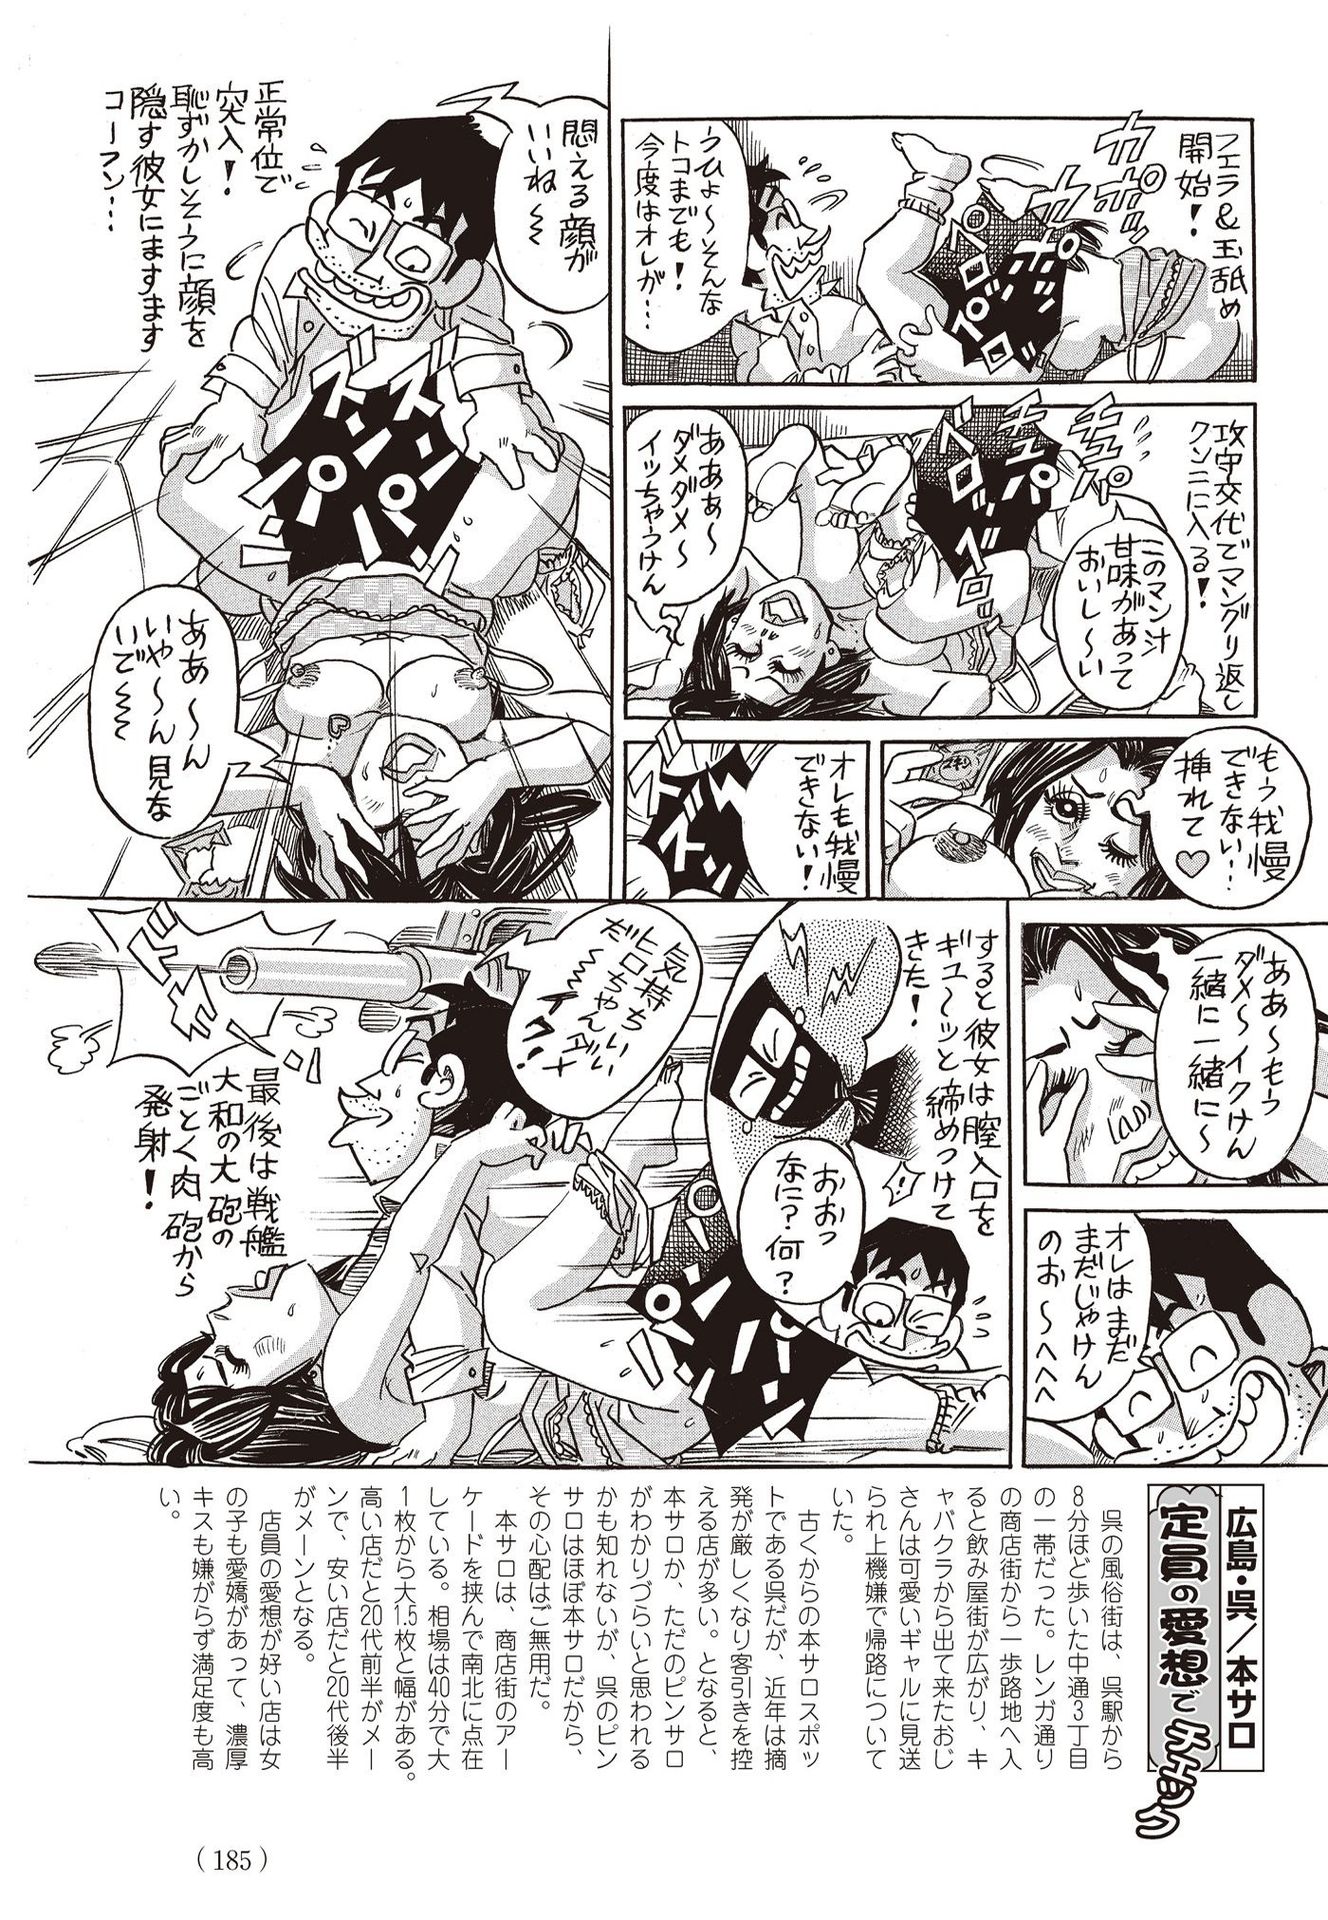 フェラ＆玉舐め
開始！
カポッ
カポッ
ジュポ
ペロペロ
うひょ〜そんな
トコまでも！
今度はオレが…
攻守交代でマングリ返し
クンニに入る！
チュパ
チュパ
このマン汁
甘味があって
おいし〜い
あああ〜
ダメダメ〜
イッちゃうけん
もう我慢
できない…
挿れて♡
オレも我慢
できない！
ズン
悶える顔が
いいね〜
正常位で
突入！
恥ずかしそうに顔を
隠す彼女にますます
コーフン…
ズン
ズン
パン
パン
ああ〜ん
いや〜ん見な
いで〜
ああ〜もう
ダメ〜イクけん
一緒に一緒に〜
オレはまだ
まだじゃけん
のお〜へへへ
すると彼女は膣入口を
ギュ〜ッと締めつけて
きた！
おおっ
なに？何？
気持ちいい
ヒロちゃんゴメン
だく〜
パン
パン
最後は戦艦
大和の大砲の
ごとく肉砲から
発射！
ズドォ
広島・呉／本サロ
定員の愛想でチェック
呉の風俗街は、呉駅から
8分ほど歩いた中通3丁目
の一帯だった。レンガ通り
の商店街から一歩路地へ入
ると飲み屋街が広がり、キ
ャバクラから出て来たおじ
さんは可愛いギャルに見送
られ上機嫌で帰路について
いた。
古くからの本サロスポッ
トである呉だが、近年は摘
発が厳しくなり客引きを控
える店が多い。となると、
本サロか、ただのピンサロ
がわかりづらいと思われる
かも知れないが、呉のピン
サロはほぼ本サロだから、
その心配はご無用だ。
本サロは、商店街のアー
ケードを挟んで南北に点在
している。相場は40分で大
1枚から大1.5枚と幅がある。
高い店だと20代前半がメー
ンで、安い店だと20代後半
がメーンとなる。
店員の愛想が好い店は女
の子も愛嬌があって、濃厚
キスも嫌がらず満足度も高
い。
（185）